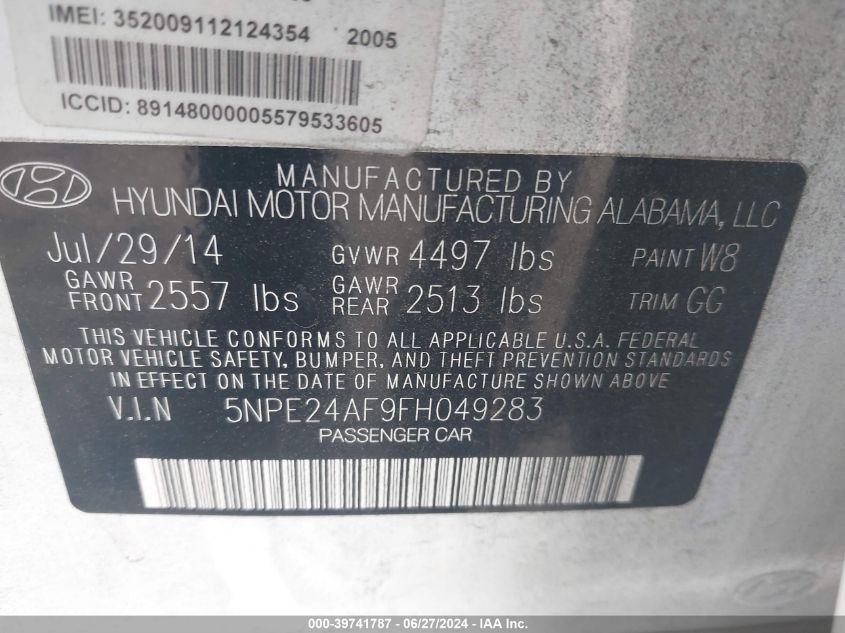 IMEI: 352009112124354 2005
ICCID: 89148000005579533605
MANUFACTURED BY
HYUNDAI MOTOR MANUFACTURING ALABAMA, LLC
Jul/29/14 GVWR 4497 lbs PAINT W8
GAWR FRONT 2557 lbs GAWR REAR 2513 lbs TRIM GG
THIS VEHICLE CONFORMS TO ALL APPLICABLE U.S.A. FEDERAL
MOTOR VEHICLE SAFETY, BUMPER, AND THEFT PREVENTION STANDARDS
IN EFFECT ON THE DATE OF MANUFACTURE SHOWN ABOVE.
V.I.N 5NPE24AF9FH049283
PASSENGER CAR
000-39741787 - 06/27/2024 - IAA Inc.